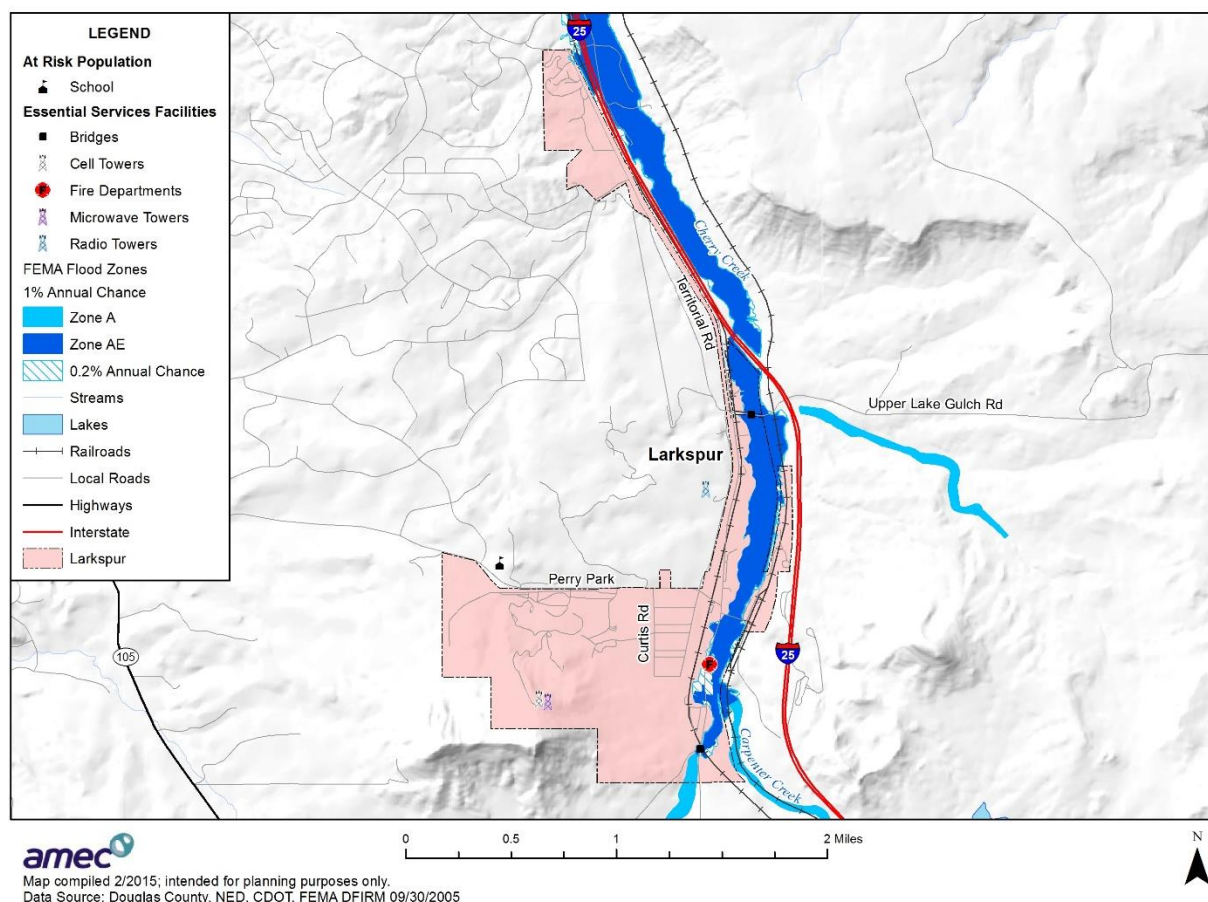 LEGEND
At Risk Population
School
Essential Services Facilities
Bridges
Cell Towers
F Fire Departments
Microwave Towers
Radio Towers
FEMA Flood Zones
1% Annual Chance
Zone A
Zone AE
0.2% Annual Chance
Streams
Lakes
Railroads
Local Roads
Highways
Interstate
Larkspur
25
Cherry Creek
Territorial Rd
Upper Lake Gulch Rd
Larkspur
Perry Park
Curtis Rd
F
25
105
Carpenter Creek
0 0.5 1 2 Miles
N
amec
Map compiled 2/2015; intended for planning purposes only.
Data Source: Douglas County, NED, CDOT, FEMA DFIRM 09/30/2005